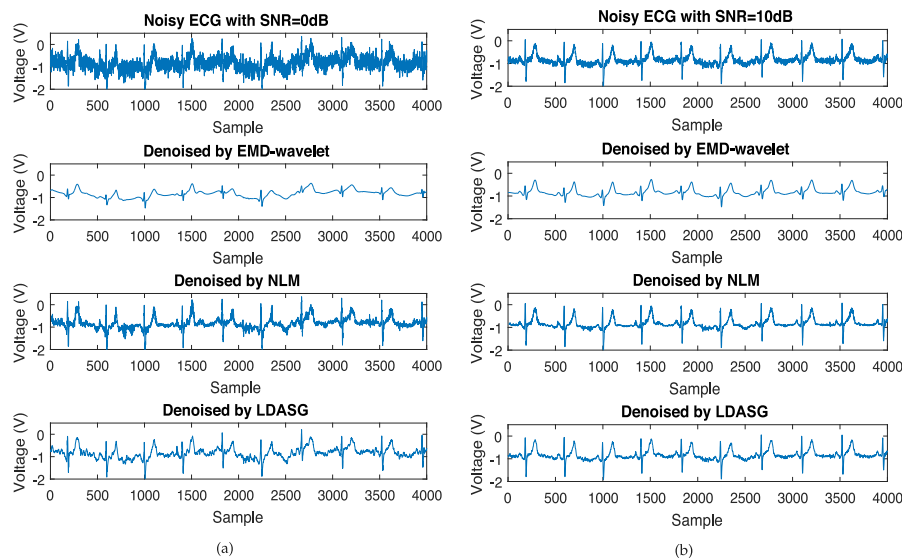 Noisy ECG with SNR=0dB
Voltage (V)
0
-1
-2
0 500 1000 1500 2000 2500 3000 3500 4000
Sample
Denoised by EMD-wavelet
Voltage (V)
0
-1
-2
0 500 1000 1500 2000 2500 3000 3500 4000
Sample
Denoised by NLM
Voltage (V)
0
-1
-2
0 500 1000 1500 2000 2500 3000 3500 4000
Sample
Denoised by LDASG
Voltage (V)
0
-1
-2
0 500 1000 1500 2000 2500 3000 3500 4000
Sample
(a)
Noisy ECG with SNR=10dB
Voltage (V)
0
-1
-2
0 500 1000 1500 2000 2500 3000 3500 4000
Sample
Denoised by EMD-wavelet
Voltage (V)
0
-1
-2
0 500 1000 1500 2000 2500 3000 3500 4000
Sample
Denoised by NLM
Voltage (V)
0
-1
-2
0 500 1000 1500 2000 2500 3000 3500 4000
Sample
Denoised by LDASG
Voltage (V)
0
-1
-2
0 500 1000 1500 2000 2500 3000 3500 4000
Sample
(b)